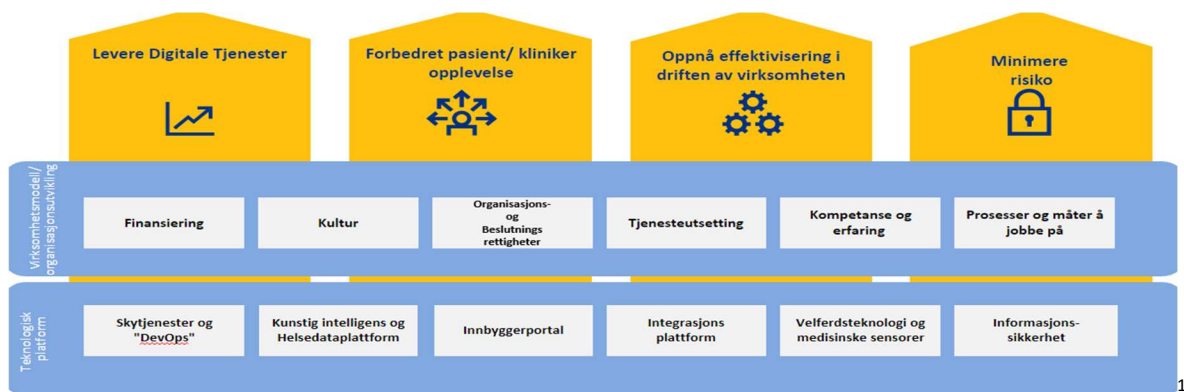 Levere Digitale Tjenester
Forbedret pasient/ kliniker
opplevelse
Oppnå effektivisering i
driften av virksomheten
Minimere
risiko
Virksomhetsmodell/
organisasjonsutvikling
Finansiering
Kultur
Organisasjons-
og
Beslutnings
rettigheter
Tjenesteutsetting
Kompetanse og
erfaring
Prosesser og måter å
jobbe på
Teknologisk
platform
Skytjenester og
"DevOps"
Kunstig intelligens og
Helsedataplattform
Innbyggerportal
Integrasjons
plattform
Velferdsteknologi og
medisinske sensorer
Informasjons-
sikkerhet
1